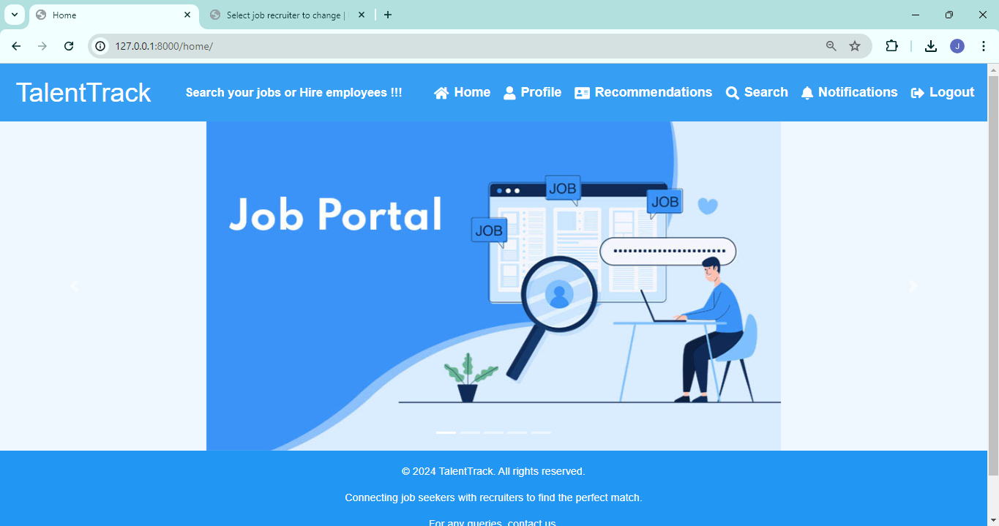 Home
Select job recruiter to change |
127.0.0.1:8000/home/
J
TalentTrack
Search your jobs or Hire employees !!!
Home
Profile
Recommendations
Search
Notifications
Logout
Job Portal
JOB
JOB
JOB
© 2024 TalentTrack. All rights reserved.
Connecting job seekers with recruiters to find the perfect match.
For any queries, contact us